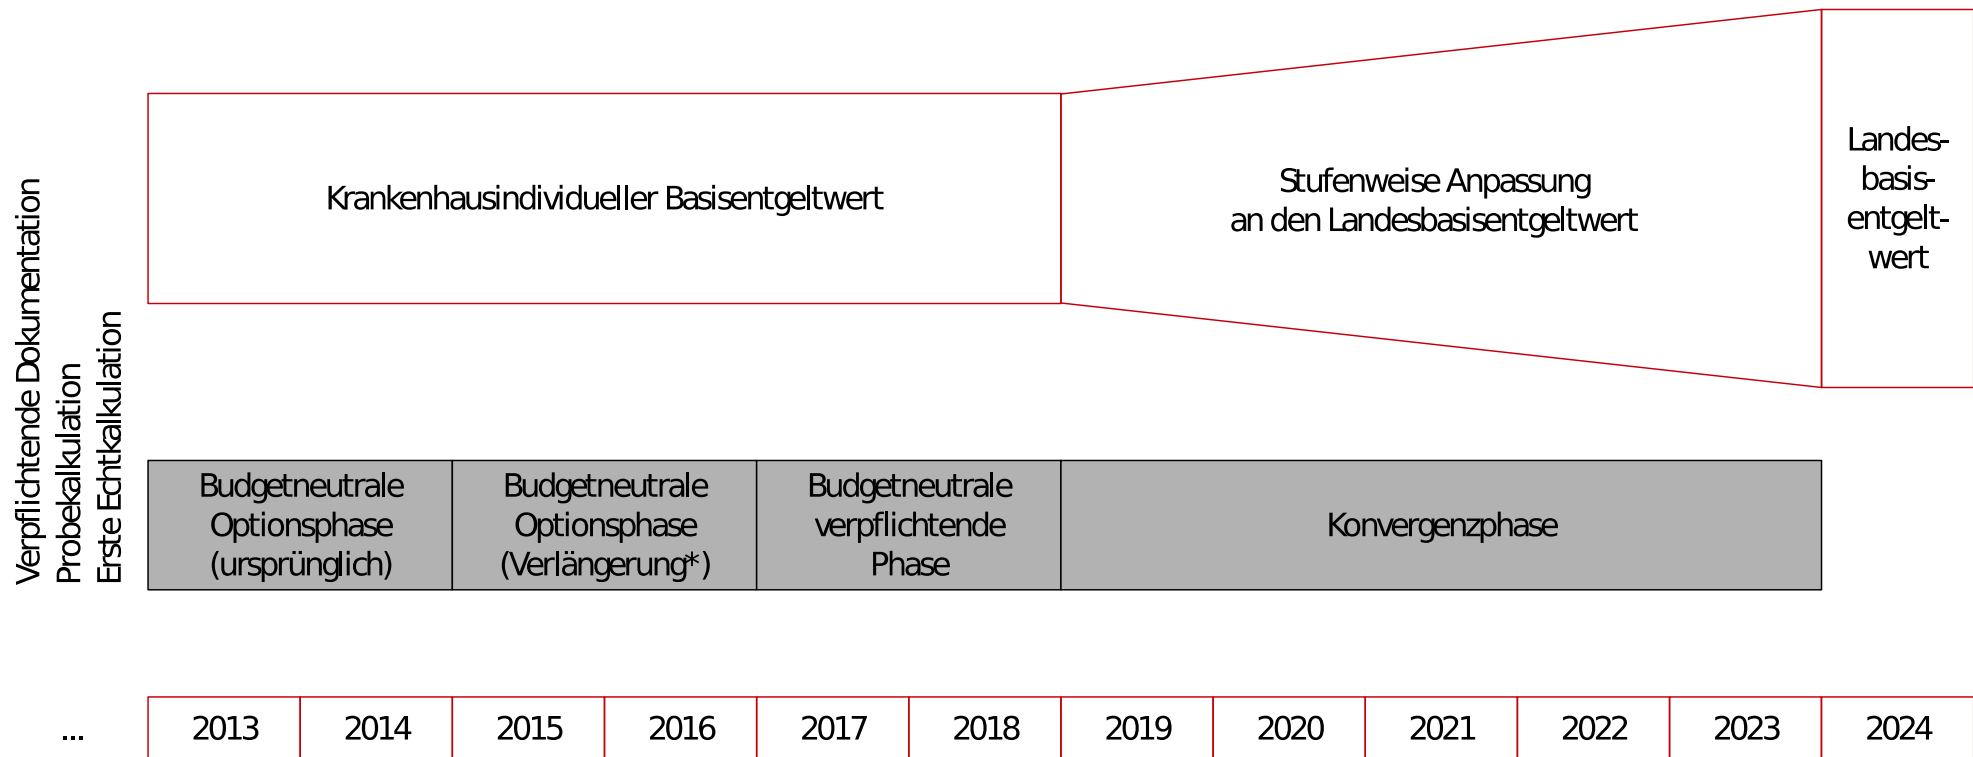 Verpflichtende Dokumentation
Probekalkulation
Erste Echtkalkulation
Krankenhausindividueller Basisentgeltwert
Stufenweise Anpassung
an den Landesbasisentgeltwert
Landes-
basis-
entgelt-
wert
Budgetneutrale
Optionsphase
(ursprünglich)
Budgetneutrale
Optionsphase
(Verlängerung*)
Budgetneutrale
verpflichtende
Phase
Konvergenzphase
... 2013 2014 2015 2016 2017 2018 2019 2020 2021 2022 2023 2024